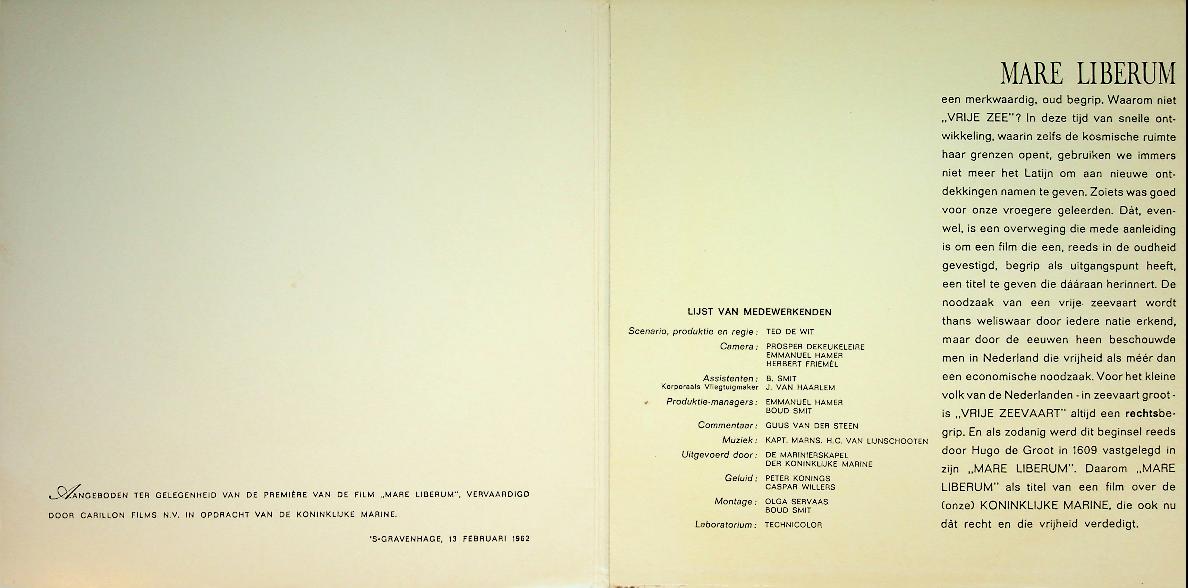 AANGEBODEN TER GELEGENHEID VAN DE PREMIÈRE VAN DE FILM „MARE LIBERUM", VERVAARDIGD
DOOR CARILLON FILMS N.V. IN OPDRACHT VAN DE KONINKLIJKE MARINE.
'S-GRAVENHAGE, 13 FEBRUARI 1962
LIJST VAN MEDEWERKENDEN
Scenario, produktie en regie: TEO DE WIT
Camera: PROSPER DEKEUKELEIRE
EMMANUEL HAMER
HERBERT FRIEMÈL
Assistenten: B. SMIT
Korporaals Vliegtuigmaker J. VAN HAARLEM
Produktie-managers: EMMANUEL HAMER
BOUD SMIT
Commentaar: GUUS VAN DER STEEN
Muziek: KAPT. MARNS. H.C. VAN LIJNSCHOOTEN
Uitgevoerd door: DE MARINIERSKAPEL
DER KONINKLIJKE MARINE
Geluid: PETER KONINGS
CASPAR WILLERS
Montage: OLGA SERVAAS
BOUD SMIT
Laboratorium: TECHNICOLOR
MARE LIBERUM
een merkwaardig, oud begrip. Waarom niet
„VRIJE ZEE"? In deze tijd van snelle ont-
wikkeling, waarin zelfs de kosmische ruimte
haar grenzen opent, gebruiken we immers
niet meer het Latijn om aan nieuwe ont-
dekkingen namen te geven. Zoiets was goed
voor onze vroegere geleerden. Dát, even-
wel, is een overweging die mede aanleiding
is om een film die een, reeds in de oudheid
gevestigd, begrip als uitgangspunt heeft,
een titel te geven die dááraan herinnert. De
noodzaak van een vrije zeevaart wordt
thans weliswaar door iedere natie erkend,
maar door de eeuwen heen beschouwde
men in Nederland die vrijheid als méér dan
een economische noodzaak. Voor het kleine
volk van de Nederlanden - in zeevaart groot -
is „VRIJE ZEEVAART" altijd een rechtsbe-
grip. En als zodanig werd dit beginsel reeds
door Hugo de Groot in 1609 vastgelegd in
zijn „MARE LIBERUM". Daarom „MARE
LIBERUM" als titel van een film over de
(onze) KONINKLIJKE MARINE, die ook nu
dát recht en die vrijheid verdedigt.